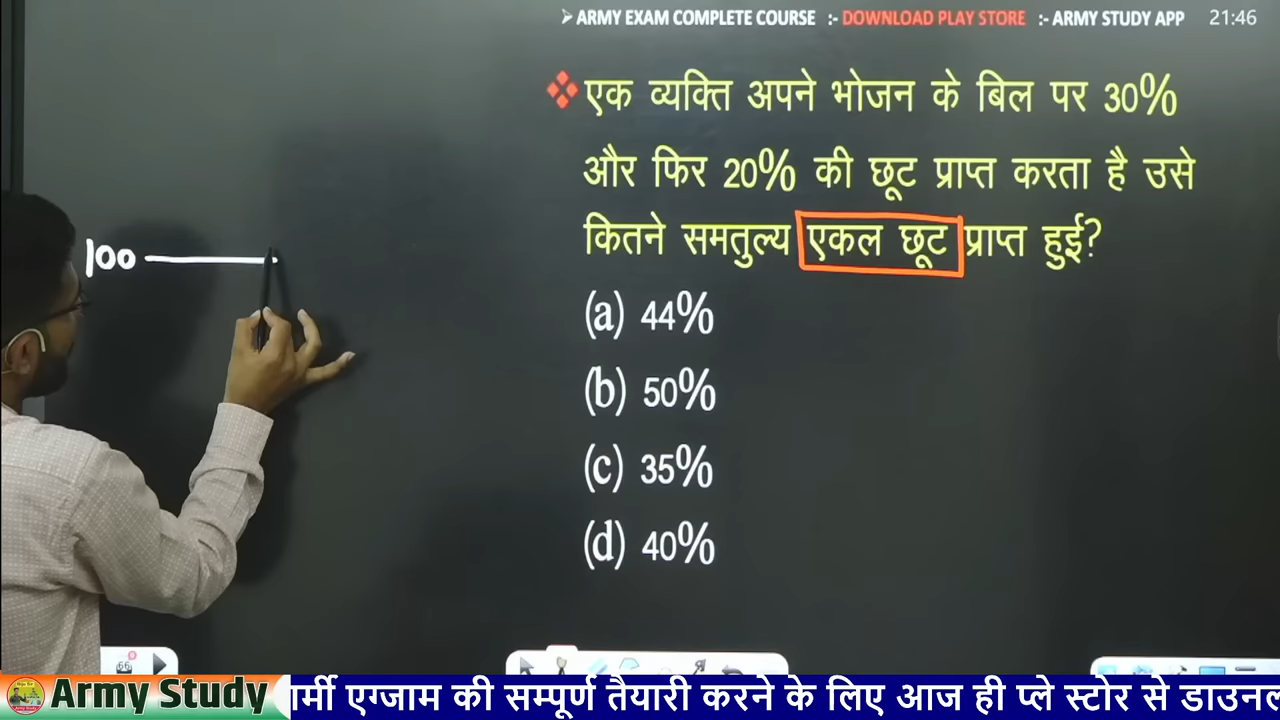 ➢ ARMY EXAM COMPLETE COURSE :- DOWNLOAD PLAY STORE :- ARMY STUDY APP 21:46
❖ एक व्यक्ति अपने भोजन के बिल पर 30%
और फिर 20% की छूट प्राप्त करता है उसे
कितने समतुल्य एकल छूट प्राप्त हुई?
100
(a) 44%
(b) 50%
(c) 35%
(d) 40%
Army Study
एग्जाम की सम्पूर्ण तैयारी करने के लिए आज ही प्ले स्टोर से